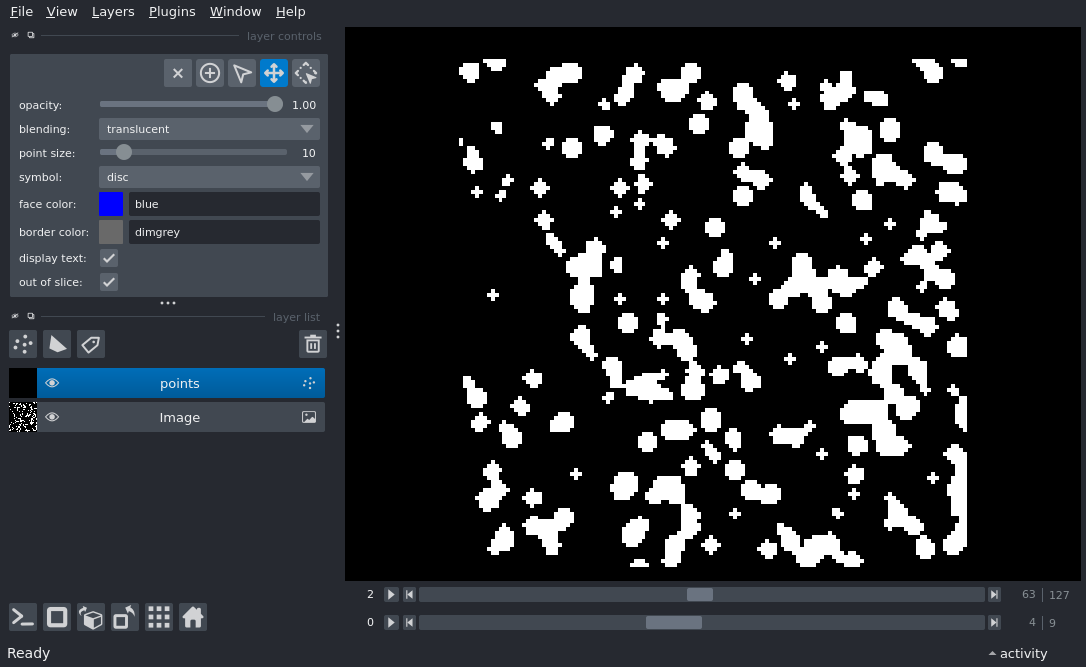 File View Layers Plugins Window Help
layer controls
opacity: 1.00
blending: translucent
point size: 10
symbol: disc
face color: blue
border color: dimgrey
display text:
out of slice:
layer list
points
Image
2 63 127
0 4 9
Ready activity